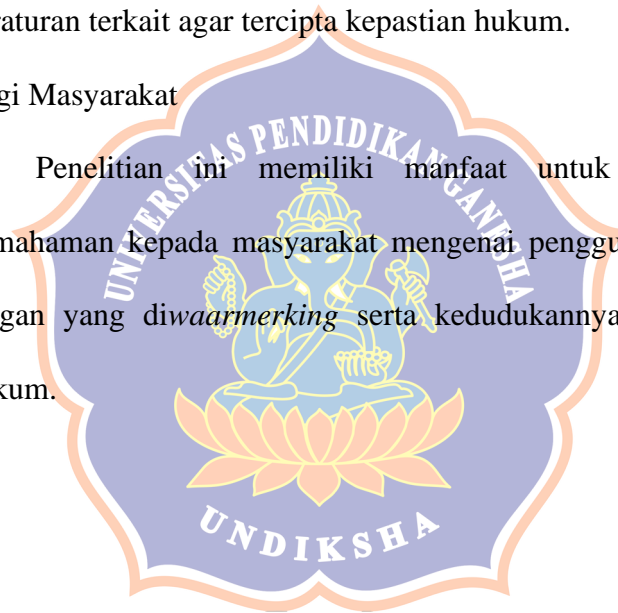 raturan terkait agar tercipta kepastian hukum.
gi Masyarakat
Penelitian ini memiliki manfaat untuk
mahaman kepada masyarakat mengenai penggu
gan yang diwaarmerking serta kedudukannya
kum.
UNIVERSITAS PENDIDIKAN GANESHA
UNDIKSHA